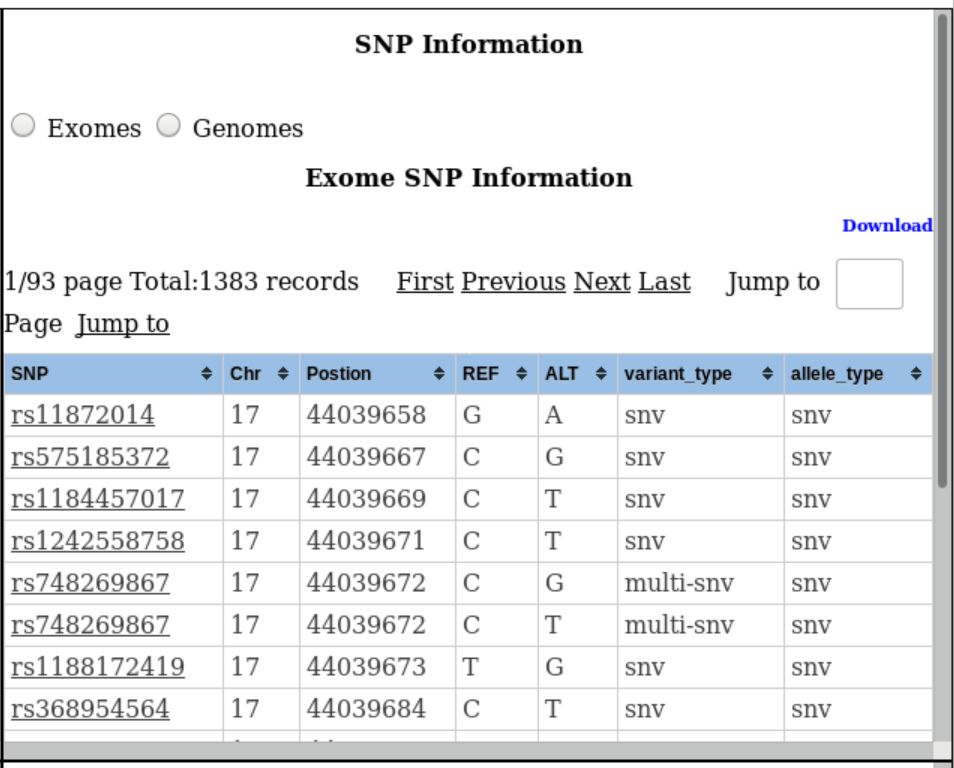 SNP Information
Exomes Genomes
Exome SNP Information
Download
1/93 page Total:1383 records First Previous Next Last Jump to
Page Jump to
SNP Chr Postion REF ALT variant_type allele_type
rs11872014 17 44039658 G A snv snv
rs575185372 17 44039667 C G snv snv
rs1184457017 17 44039669 C T snv snv
rs1242558758 17 44039671 C T snv snv
rs748269867 17 44039672 C G multi-snv snv
rs748269867 17 44039672 C T multi-snv snv
rs1188172419 17 44039673 T G snv snv
rs368954564 17 44039684 C T snv snv